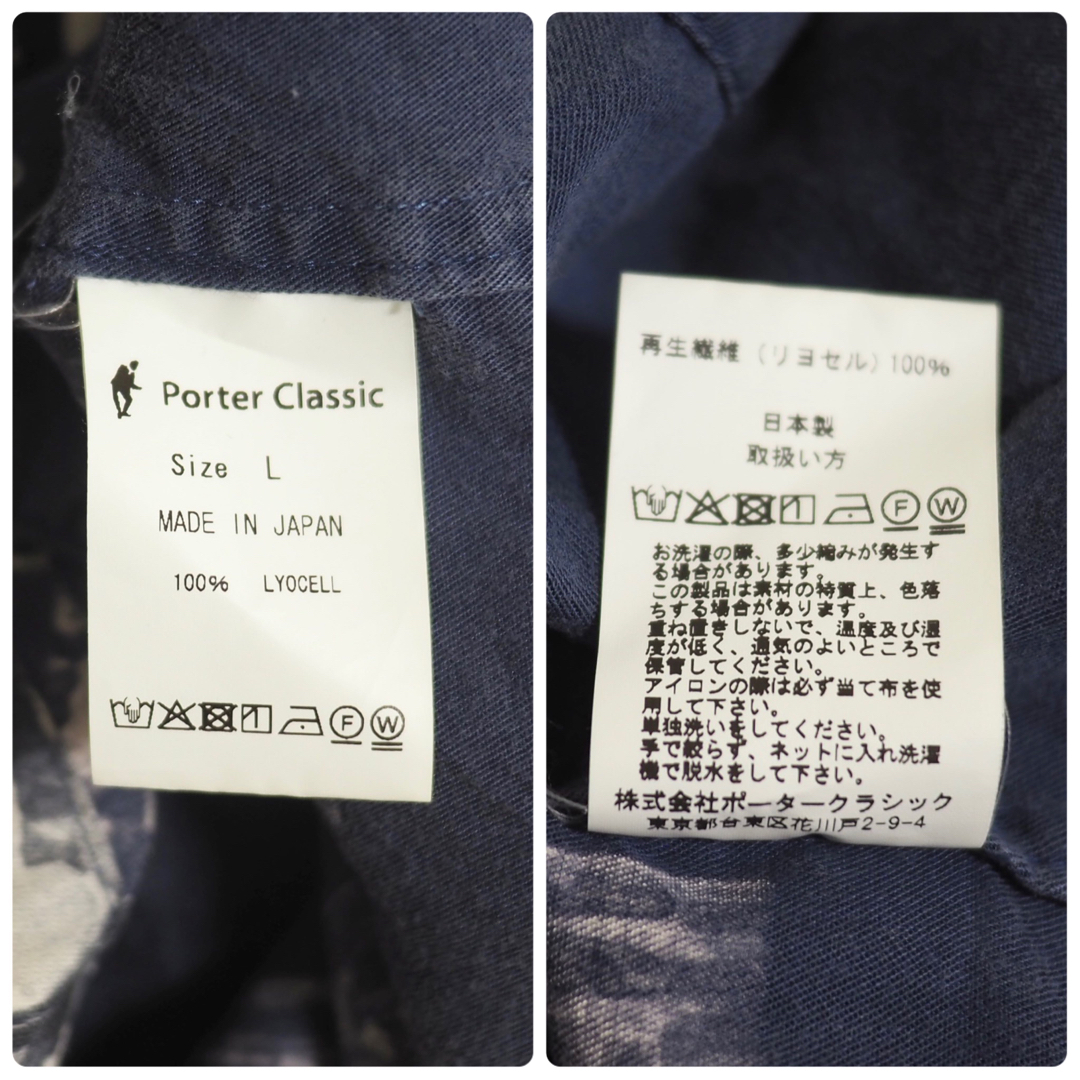 Porter Classic
Size L
MADE IN JAPAN
100% LYOCELL
F W
再生繊維 (リヨセル) 100%
日本製
取扱い方
F W
お洗濯の際、多少縮みが発生す
る場合があります。
この製品は素材の特質上、色落
ちする場合があります。
重ね置きしないで、温度及び湿
度が低く、通気のよいところで
保管してください。
アイロンの際は必ず当て布を使
用して下さい。
単独洗いをしてください。
手で絞らず、ネットに入れ洗濯
機で脱水をして下さい。
株式会社ポータークラシック
東京都台東区花川戸2-9-4